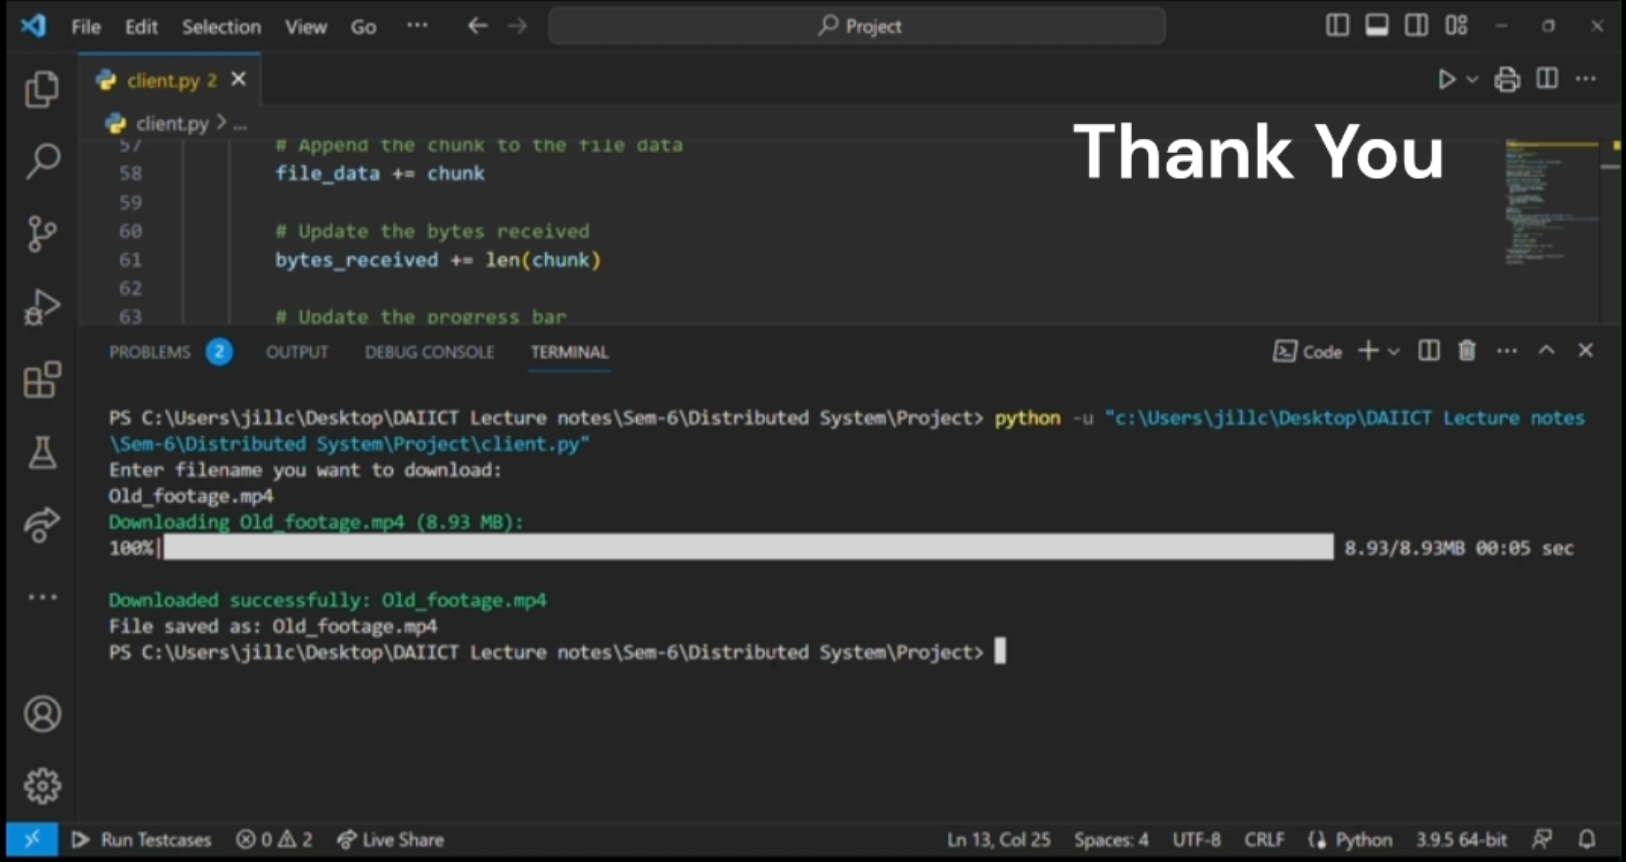 File Edit Selection View Go ··· Project
client.py 2
client.py > ...
Thank You
57 # Append the chunk to the file data
58 file_data += chunk
59
60 # Update the bytes received
61 bytes_received += len(chunk)
62
63 # Update the progress bar
PROBLEMS 2 OUTPUT DEBUG CONSOLE TERMINAL Code
PS C:\Users\jillc\Desktop\DAIICT Lecture notes\Sem-6\Distributed System\Project> python -u "c:\Users\jillc\Desktop\DAIICT Lecture notes
\Sem-6\Distributed System\Project\client.py"
Enter filename you want to download:
Old_footage.mp4
Downloading Old_footage.mp4 (8.93 MB):
100%| 8.93/8.93MB 00:05 sec
Downloaded successfully: Old_footage.mp4
File saved as: Old_footage.mp4
PS C:\Users\jillc\Desktop\DAIICT Lecture notes\Sem-6\Distributed System\Project>
Run Testcases 0 2 Live Share Ln 13, Col 25 Spaces: 4 UTF-8 CRLF Python 3.9.5 64-bit